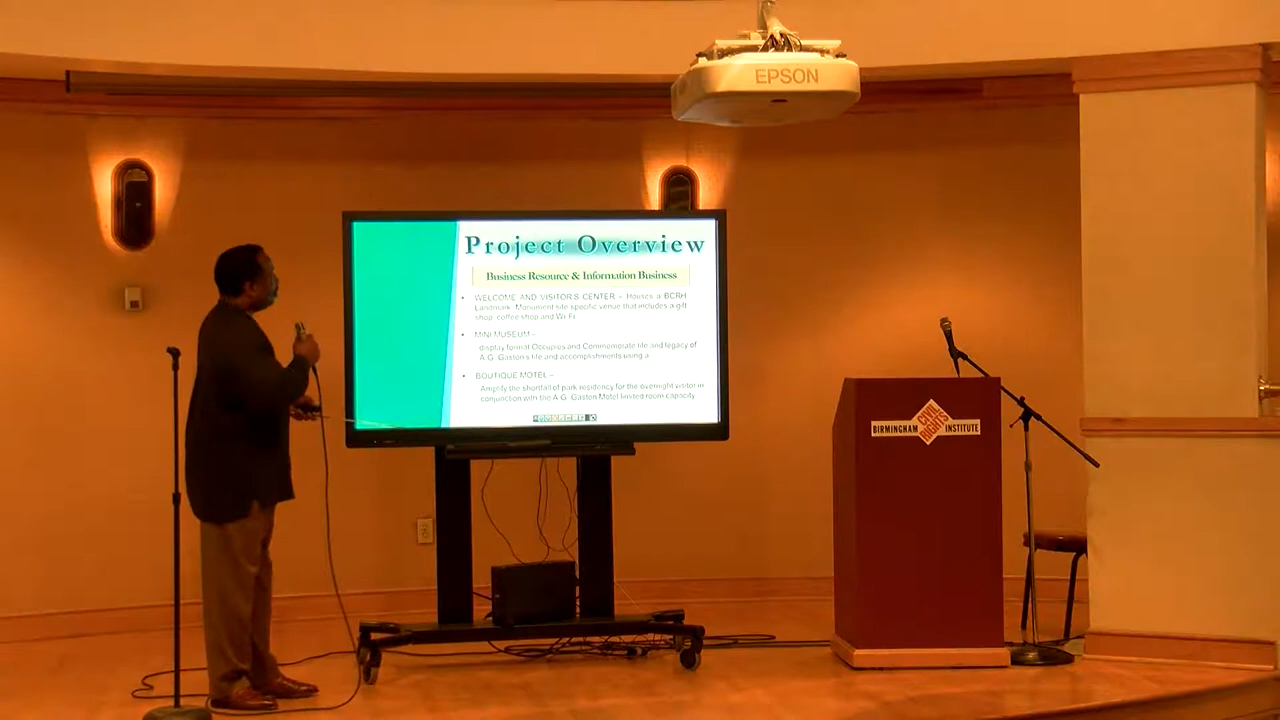 EPSON
Project Overview
Business Resource & Information Business
• WELCOME AND VISITOR'S CENTER – Houses a BCRH
Landmark, Monument site specific venue that includes a gift
shop, coffee shop and Wi Fi
• MINI MUSEUM –
display format Occupies and Commemorate life and legacy of
A.G. Gaston's life and accomplishments using a
• BOUTIQUE MOTEL –
Amplify the shortfall of park residency for the overnight visitor in
conjunction with the A.G. Gaston Motel limited room capacity
BIRMINGHAM CIVIL RIGHTS INSTITUTE